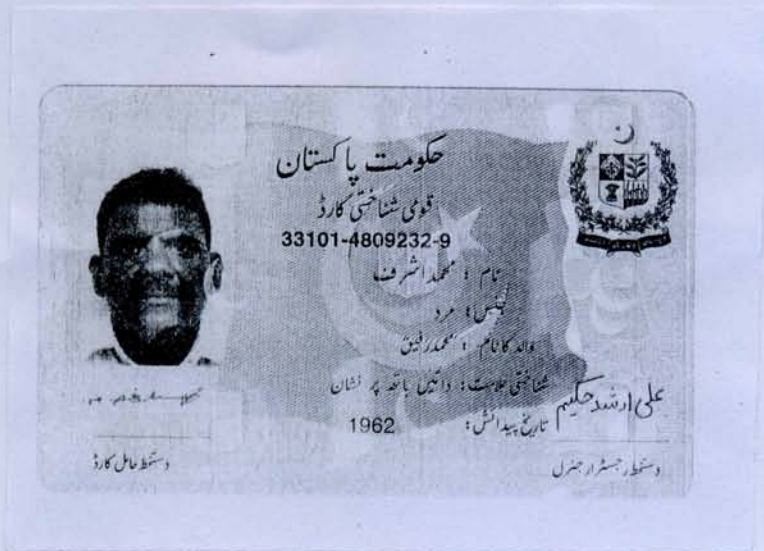 حکومت پاکستان
قومی شناختی کارڈ
33101-4809232-9
نام : محمد اشرف
جنس : مرد
والد کا نام : محمد رفیق
شناختی علامت : دائیں ہاتھ پر نشان
تاریخ پیدائش : 1962
علی ارشد حکیم
دستخط حامل کارڈ
دستخط رجسٹرار جنرل